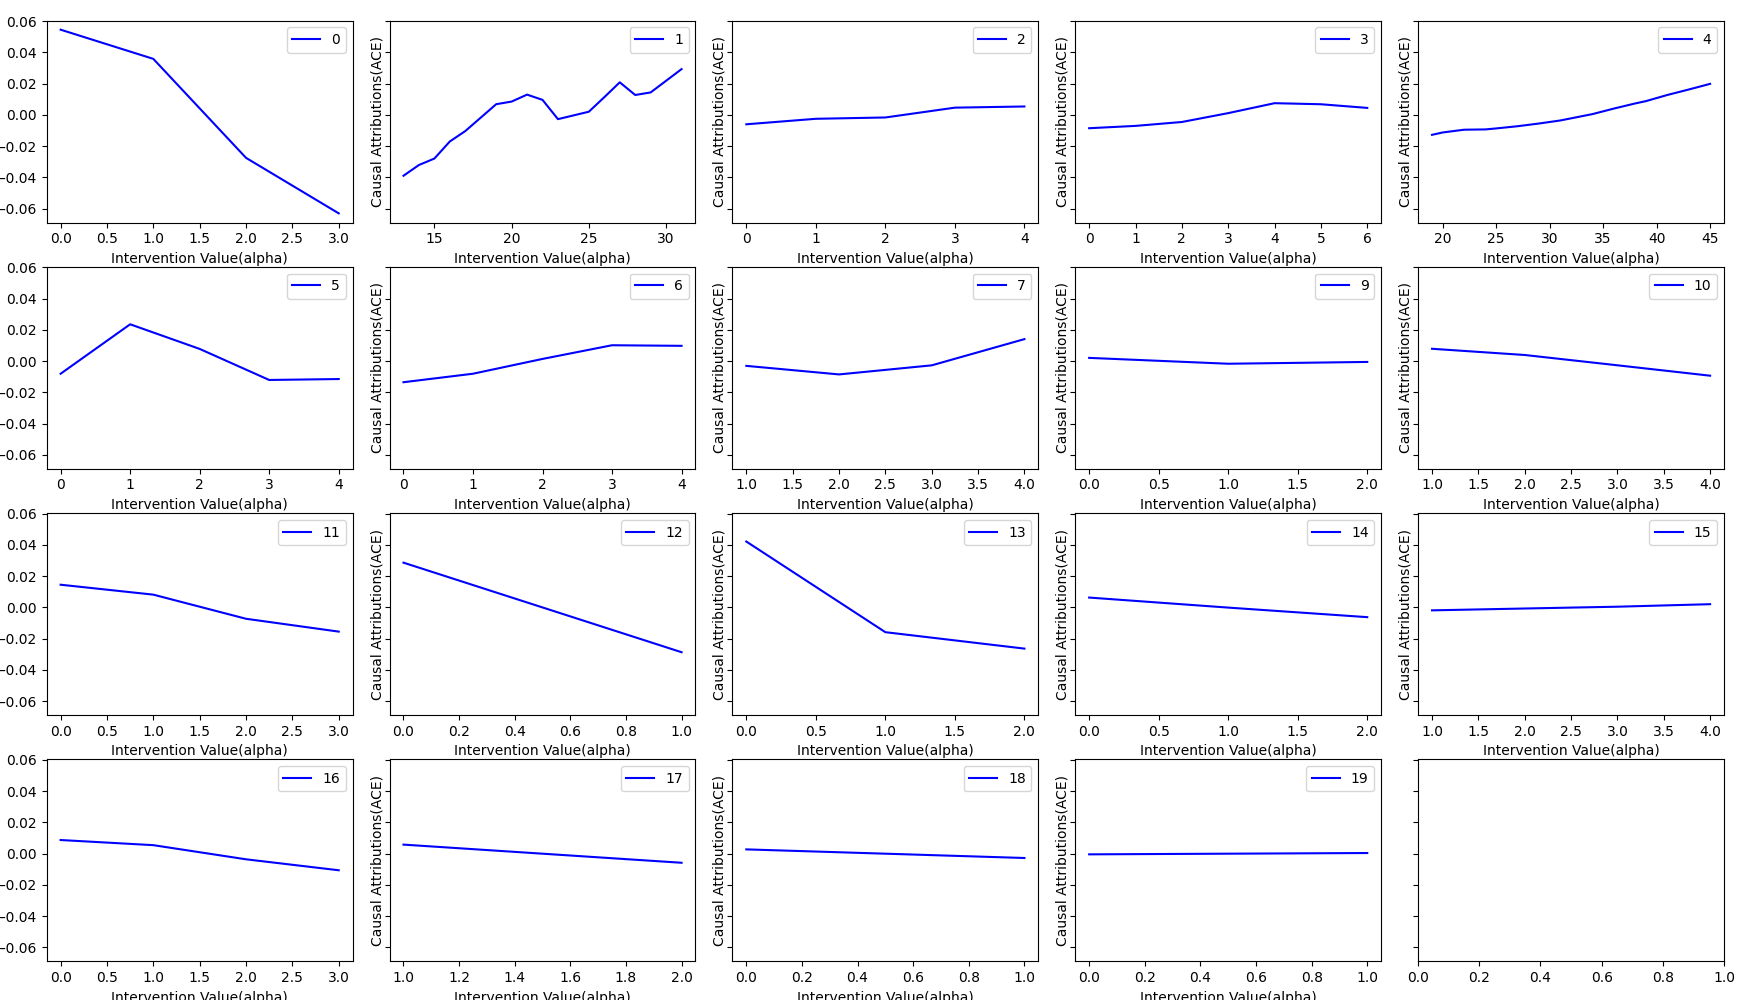 0.06
0.04
0.02
0.00
−0.02
−0.04
−0.06
0
0.0 0.5 1.0 1.5 2.0 2.5 3.0
Intervention Value(alpha)
Causal Attributions(ACE)
1
15 20 25 30
Intervention Value(alpha)
Causal Attributions(ACE)
2
0 1 2 3 4
Intervention Value(alpha)
Causal Attributions(ACE)
3
0 1 2 3 4 5 6
Intervention Value(alpha)
Causal Attributions(ACE)
4
20 25 30 35 40 45
Intervention Value(alpha)
0.06
0.04
0.02
0.00
−0.02
−0.04
−0.06
5
0 1 2 3 4
Intervention Value(alpha)
Causal Attributions(ACE)
6
0 1 2 3 4
Intervention Value(alpha)
Causal Attributions(ACE)
7
1.0 1.5 2.0 2.5 3.0 3.5 4.0
Intervention Value(alpha)
Causal Attributions(ACE)
9
0.0 0.5 1.0 1.5 2.0
Intervention Value(alpha)
Causal Attributions(ACE)
10
1.0 1.5 2.0 2.5 3.0 3.5 4.0
Intervention Value(alpha)
0.06
0.04
0.02
0.00
−0.02
−0.04
−0.06
11
0.0 0.5 1.0 1.5 2.0 2.5 3.0
Intervention Value(alpha)
Causal Attributions(ACE)
12
0.0 0.2 0.4 0.6 0.8 1.0
Intervention Value(alpha)
Causal Attributions(ACE)
13
0.0 0.5 1.0 1.5 2.0
Intervention Value(alpha)
Causal Attributions(ACE)
14
0.0 0.5 1.0 1.5 2.0
Intervention Value(alpha)
Causal Attributions(ACE)
15
1.0 1.5 2.0 2.5 3.0 3.5 4.0
Intervention Value(alpha)
0.06
0.04
0.02
0.00
−0.02
−0.04
−0.06
16
0.0 0.5 1.0 1.5 2.0 2.5 3.0
Intervention Value(alpha)
Causal Attributions(ACE)
17
1.0 1.2 1.4 1.6 1.8 2.0
Intervention Value(alpha)
Causal Attributions(ACE)
18
0.0 0.2 0.4 0.6 0.8 1.0
Intervention Value(alpha)
Causal Attributions(ACE)
19
0.0 0.2 0.4 0.6 0.8 1.0
Intervention Value(alpha)
0.0 0.2 0.4 0.6 0.8 1.0